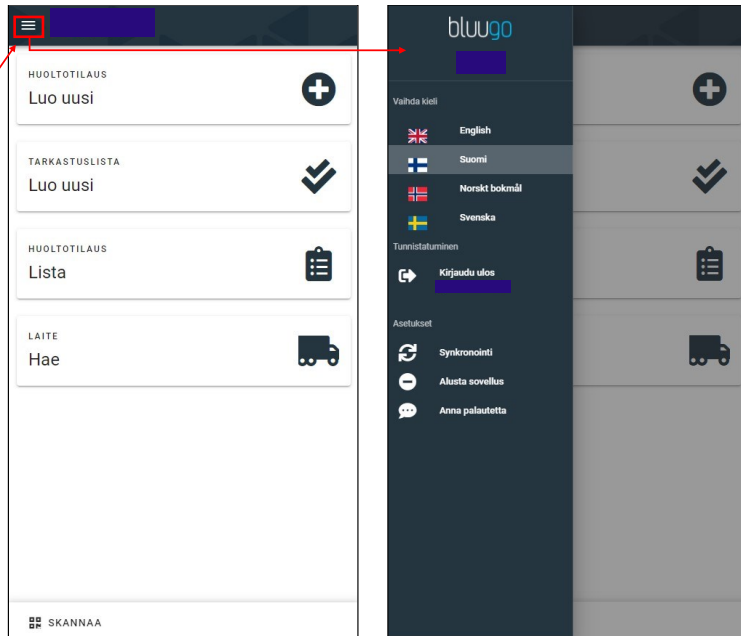 HUOLTOTILAUS
Luo uusi
TARKASTUSLISTA
Luo uusi
HUOLTOTILAUS
Lista
LAITE
Hae
SKANNAA
bluugo
Vaihda kieli
English
Suomi
Norskt bokmål
Svenska
Tunnistatuminen
Kirjaudu ulos
Asetukset
Synkronointi
Alusta sovellus
Anna palautetta